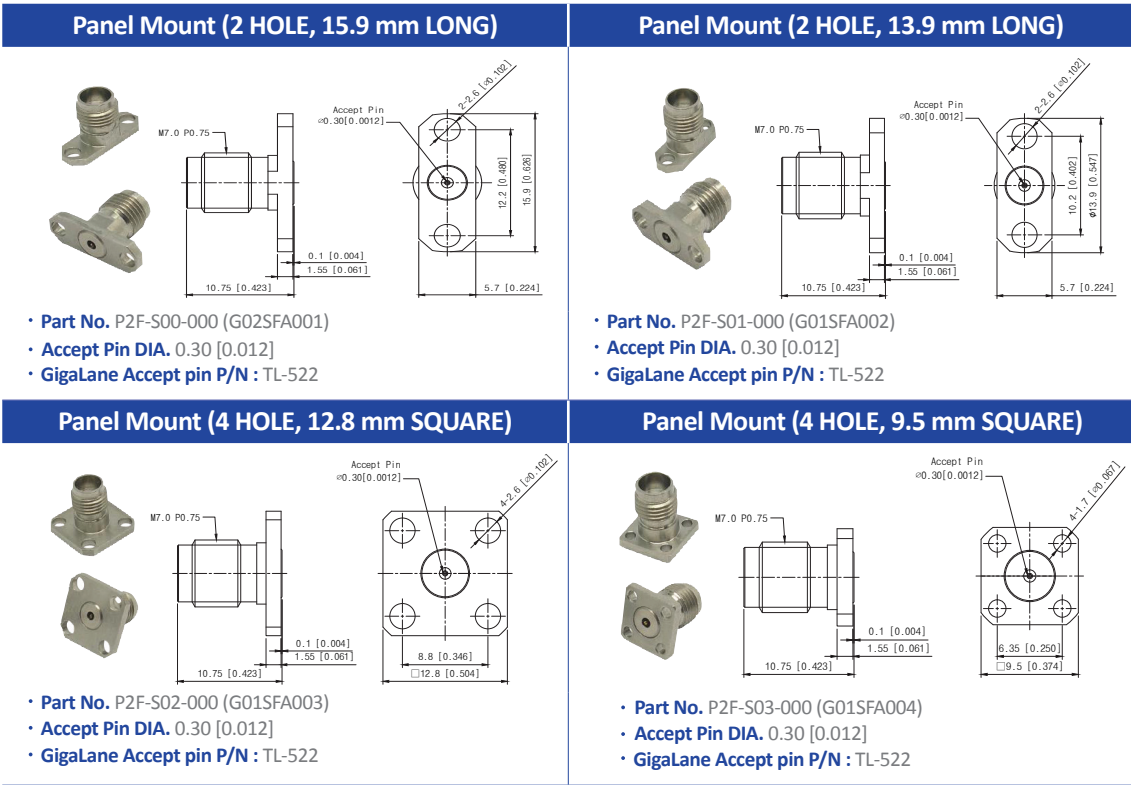 Panel Mount (2 HOLE, 15.9 mm LONG)
Accept Pin
⌀0.30[0.0012]
2-2.6 [⌀0.102]
M7.0 P0.75
12.2 [0.480]
15.9 [0.626]
0.1 [0.004]
1.55 [0.061]
10.75 [0.423]
5.7 [0.224]
· Part No. P2F-S00-000 (G02SFA001)
· Accept Pin DIA. 0.30 [0.012]
· GigaLane Accept pin P/N : TL-522
Panel Mount (2 HOLE, 13.9 mm LONG)
Accept Pin
⌀0.30[0.0012]
2-2.6 [⌀0.102]
M7.0 P0.75
10.2 [0.402]
ϕ13.9 [0.547]
0.1 [0.004]
1.55 [0.061]
10.75 [0.423]
5.7 [0.224]
· Part No. P2F-S01-000 (G01SFA002)
· Accept Pin DIA. 0.30 [0.012]
· GigaLane Accept pin P/N : TL-522
Panel Mount (4 HOLE, 12.8 mm SQUARE)
Accept Pin
⌀0.30[0.0012]
4-2.6 [⌀0.102]
M7.0 P0.75
0.1 [0.004]
1.55 [0.061]
10.75 [0.423]
8.8 [0.346]
□12.8 [0.504]
· Part No. P2F-S02-000 (G01SFA003)
· Accept Pin DIA. 0.30 [0.012]
· GigaLane Accept pin P/N : TL-522
Panel Mount (4 HOLE, 9.5 mm SQUARE)
Accept Pin
⌀0.30[0.0012]
4-1.7 [⌀0.067]
M7.0 P0.75
0.1 [0.004]
1.55 [0.061]
10.75 [0.423]
6.35 [0.250]
□9.5 [0.374]
· Part No. P2F-S03-000 (G01SFA004)
· Accept Pin DIA. 0.30 [0.012]
· GigaLane Accept pin P/N : TL-522